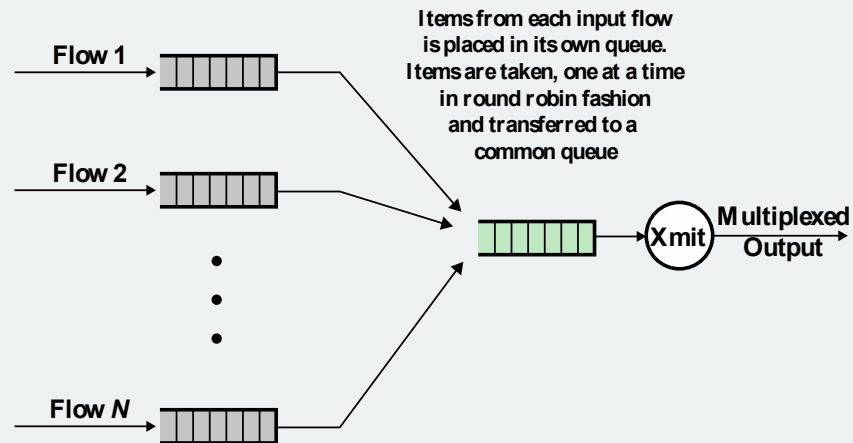 Items from each input flow
is placed in its own queue.
Items are taken, one at a time
in round robin fashion
and transferred to a
common queue
Flow 1
Flow 2
Flow N
Xmit
Multiplexed
Output